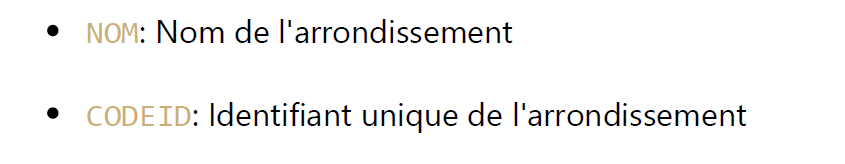 • NOM: Nom de l'arrondissement
• CODEID: Identifiant unique de l'arrondissement